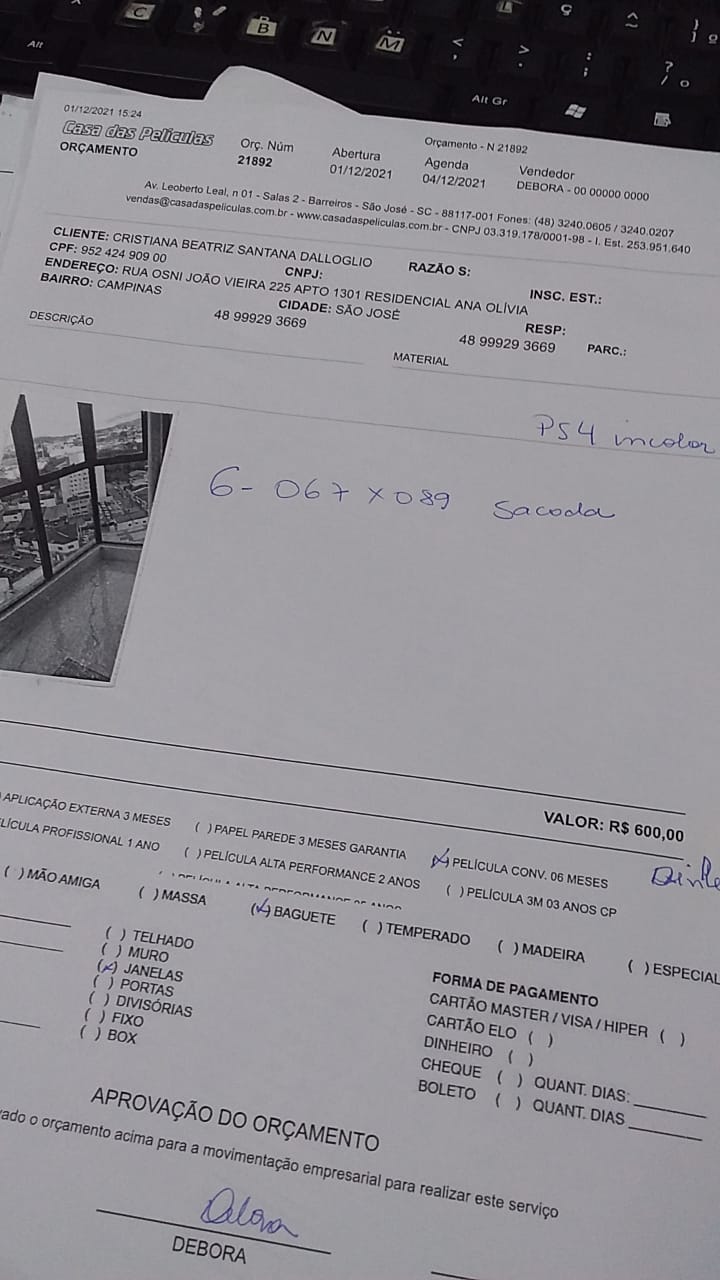 01/12/2021 15:24
Orçamento - N 21892
Casa das Películas
ORÇAMENTO
Orç. Núm
21892
Abertura
01/12/2021
Agenda
04/12/2021
Vendedor
DEBORA - 00 00000 0000
Av. Leoberto Leal, n 01 - Salas 2 - Barreiros - São José - SC - 88117-001 Fones: (48) 3240.0605 / 3240.0207
vendas@casadaspeliculas.com.br - www.casadaspeliculas.com.br - CNPJ 03.319.178/0001-98 - I. Est. 253.951.640
CLIENTE: CRISTIANA BEATRIZ SANTANA DALLOGLIO RAZÃO S:
CPF: 952 424 909 00 CNPJ: INSC. EST.:
ENDEREÇO: RUA OSNI JOÃO VIEIRA 225 APTO 1301 RESIDENCIAL ANA OLÍVIA
BAIRRO: CAMPINAS CIDADE: SÃO JOSÉ RESP:
48 99929 3669 48 99929 3669 PARC.:
DESCRIÇÃO MATERIAL
PS4 incolor
6- 067 x 089 Sacoda
VALOR: R$ 600,00
APLICAÇÃO EXTERNA 3 MESES ( ) PAPEL PAREDE 3 MESES GARANTIA (X) PELÍCULA CONV. 06 MESES
PELÍCULA PROFISSIONAL 1 ANO ( ) PELÍCULA ALTA PERFORMANCE 2 ANOS ( ) PELÍCULA 3M 03 ANOS CP
( ) MÃO AMIGA ( ) MASSA (X) BAGUETE ( ) TEMPERADO ( ) MADEIRA ( ) ESPECIAL
( ) TELHADO
( ) MURO
(X) JANELAS
( ) PORTAS
( ) DIVISÓRIAS
( ) FIXO
( ) BOX
FORMA DE PAGAMENTO
CARTÃO MASTER / VISA / HIPER ( )
CARTÃO ELO ( )
DINHEIRO ( )
CHEQUE ( ) QUANT. DIAS:
BOLETO ( ) QUANT. DIAS
APROVAÇÃO DO ORÇAMENTO
o orçamento acima para a movimentação empresarial para realizar este serviço
Debora
DEBORA
C
B
N
M
L
Ç
Alt
Alt Gr